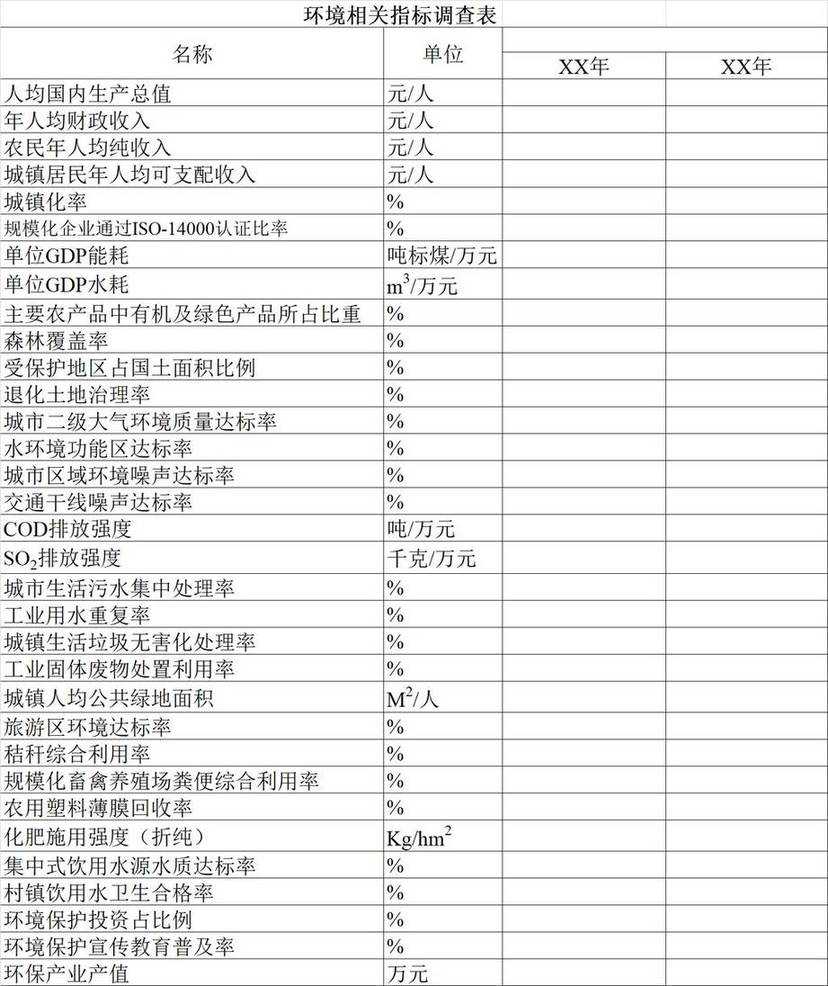 环境相关指标调查表
名称 单位
XX年 XX年
人均国内生产总值 元/人
年人均财政收入 元/人
农民年人均纯收入 元/人
城镇居民年人均可支配收入 元/人
城镇化率 %
规模化企业通过ISO-14000认证比率 %
单位GDP能耗 吨标煤/万元
单位GDP水耗 m³/万元
主要农产品中有机及绿色产品所占比重 %
森林覆盖率 %
受保护地区占国土面积比例 %
退化土地治理率 %
城市二级大气环境质量达标率 %
水环境功能区达标率 %
城市区域环境噪声达标率 %
交通干线噪声达标率 %
COD排放强度 吨/万元
SO₂排放强度 千克/万元
城市生活污水集中处理率 %
工业用水重复率 %
城镇生活垃圾无害化处理率 %
工业固体废物处置利用率 %
城镇人均公共绿地面积 M²/人
旅游区环境达标率 %
秸秆综合利用率 %
规模化畜禽养殖场粪便综合利用率 %
农用塑料薄膜回收率 %
化肥施用强度（折纯） Kg/hm²
集中式饮用水源水质达标率 %
村镇饮用水卫生合格率 %
环境保护投资占比例 %
环境保护宣传教育普及率 %
环保产业产值 万元